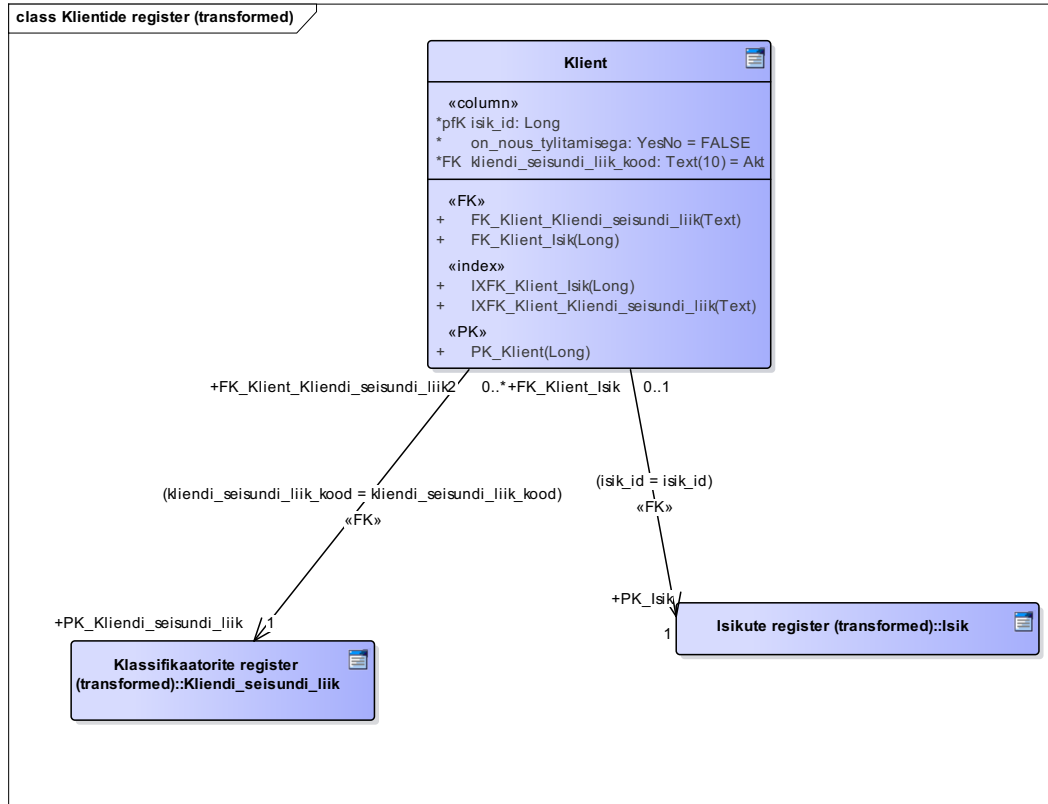 class Klientide register (transformed)
Klient
«column»
*pfK isik_id: Long
* on_nous_tylitamisega: YesNo = FALSE
*FK kliendi_seisundi_liik_kood: Text(10) = Akt
«FK»
+ FK_Klient_Kliendi_seisundi_liik(Text)
+ FK_Klient_Isik(Long)
«index»
+ IXFK_Klient_Isik(Long)
+ IXFK_Klient_Kliendi_seisundi_liik(Text)
«PK»
+ PK_Klient(Long)
+FK_Klient_Kliendi_seisundi_liik2 0..* +FK_Klient_Isik 0..1
(kliendi_seisundi_liik_kood = kliendi_seisundi_liik_kood)
«FK»
(isik_id = isik_id)
«FK»
+PK_Kliendi_seisundi_liik 1
+PK_Isik
1
Klassifikaatorite register
(transformed)::Kliendi_seisundi_liik
Isikute register (transformed)::Isik